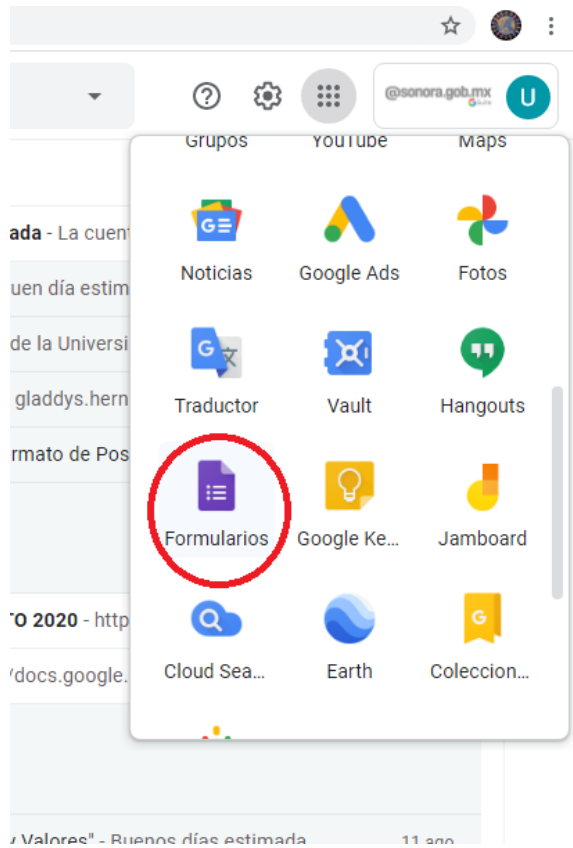 @sonora.gob.mx
U
Grupos YouTube Maps
ada - La cuen
Noticias Google Ads Fotos
uen día estim
de la Universi
Traductor Vault Hangouts
gladdys.hern
rmato de Pos
Formularios Google Ke... Jamboard
TO 2020 - http
/docs.google.
Cloud Sea... Earth Coleccion...
y Valores" - Buenos días estimada 11 ago